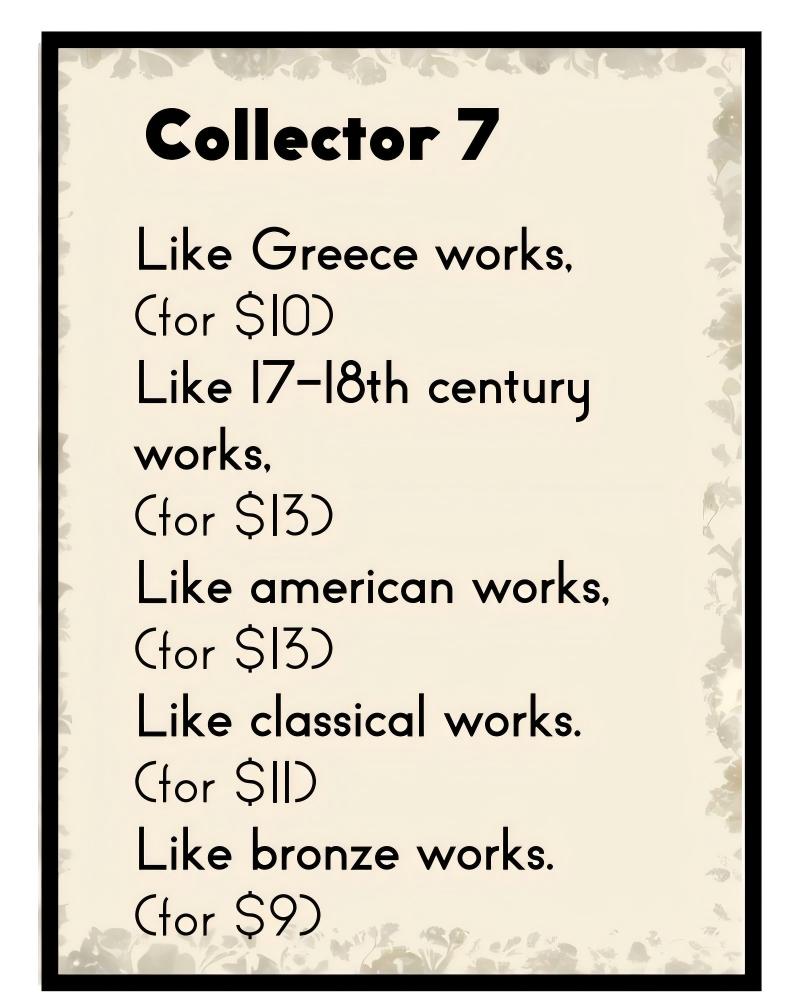 Collector 7
Like Greece works,
(for $10)
Like 17-18th century
works,
(for $13)
Like american works,
(for $13)
Like classical works.
(for $11)
Like bronze works.
(for $9)